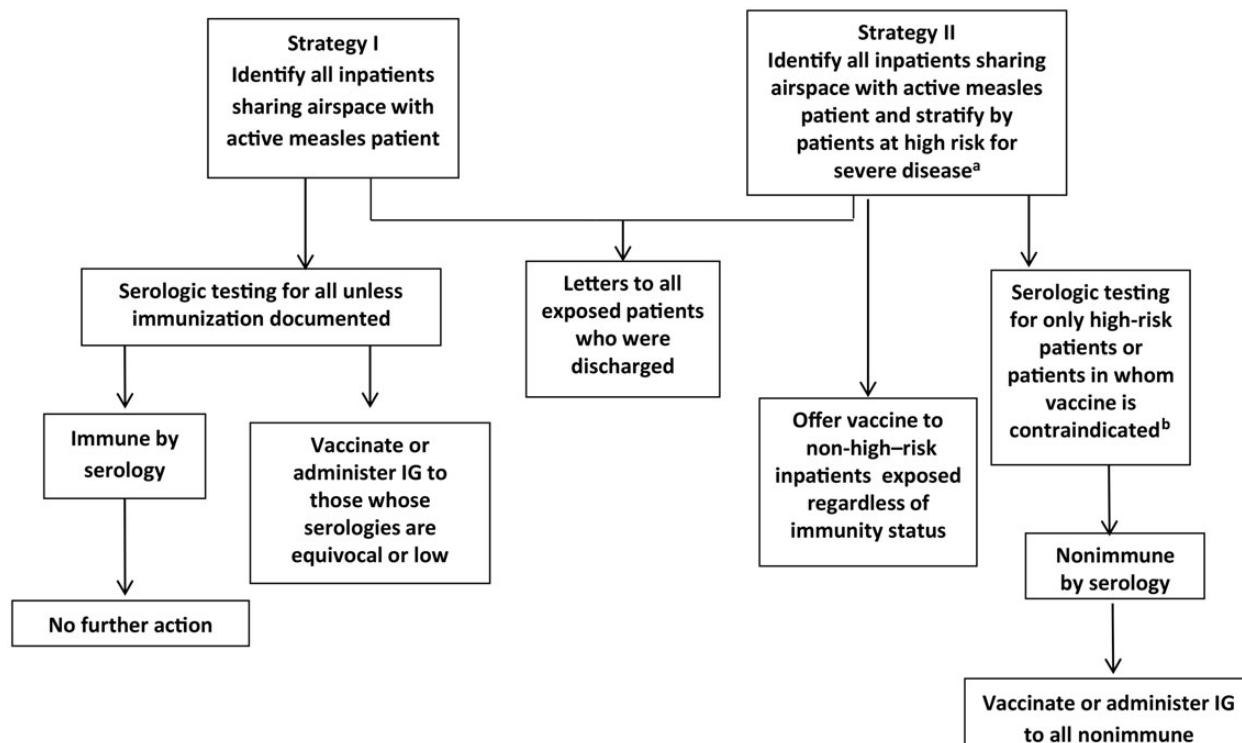 Strategy I
Identify all inpatients
sharing airspace with
active measles patient
Strategy II
Identify all inpatients sharing
airspace with active measles
patient and stratify by
patients at high risk for
severe diseaseᵃ
Serologic testing for all unless
immunization documented
Letters to all
exposed patients
who were
discharged
Serologic testing
for only high-risk
patients or
patients in whom
vaccine is
contraindicatedᵇ
Immune by
serology
Vaccinate or
administer IG to
those whose
serologies are
equivocal or low
Offer vaccine to
non-high–risk
inpatients exposed
regardless of
immunity status
Nonimmune
by serology
No further action
Vaccinate or administer IG
to all nonimmune